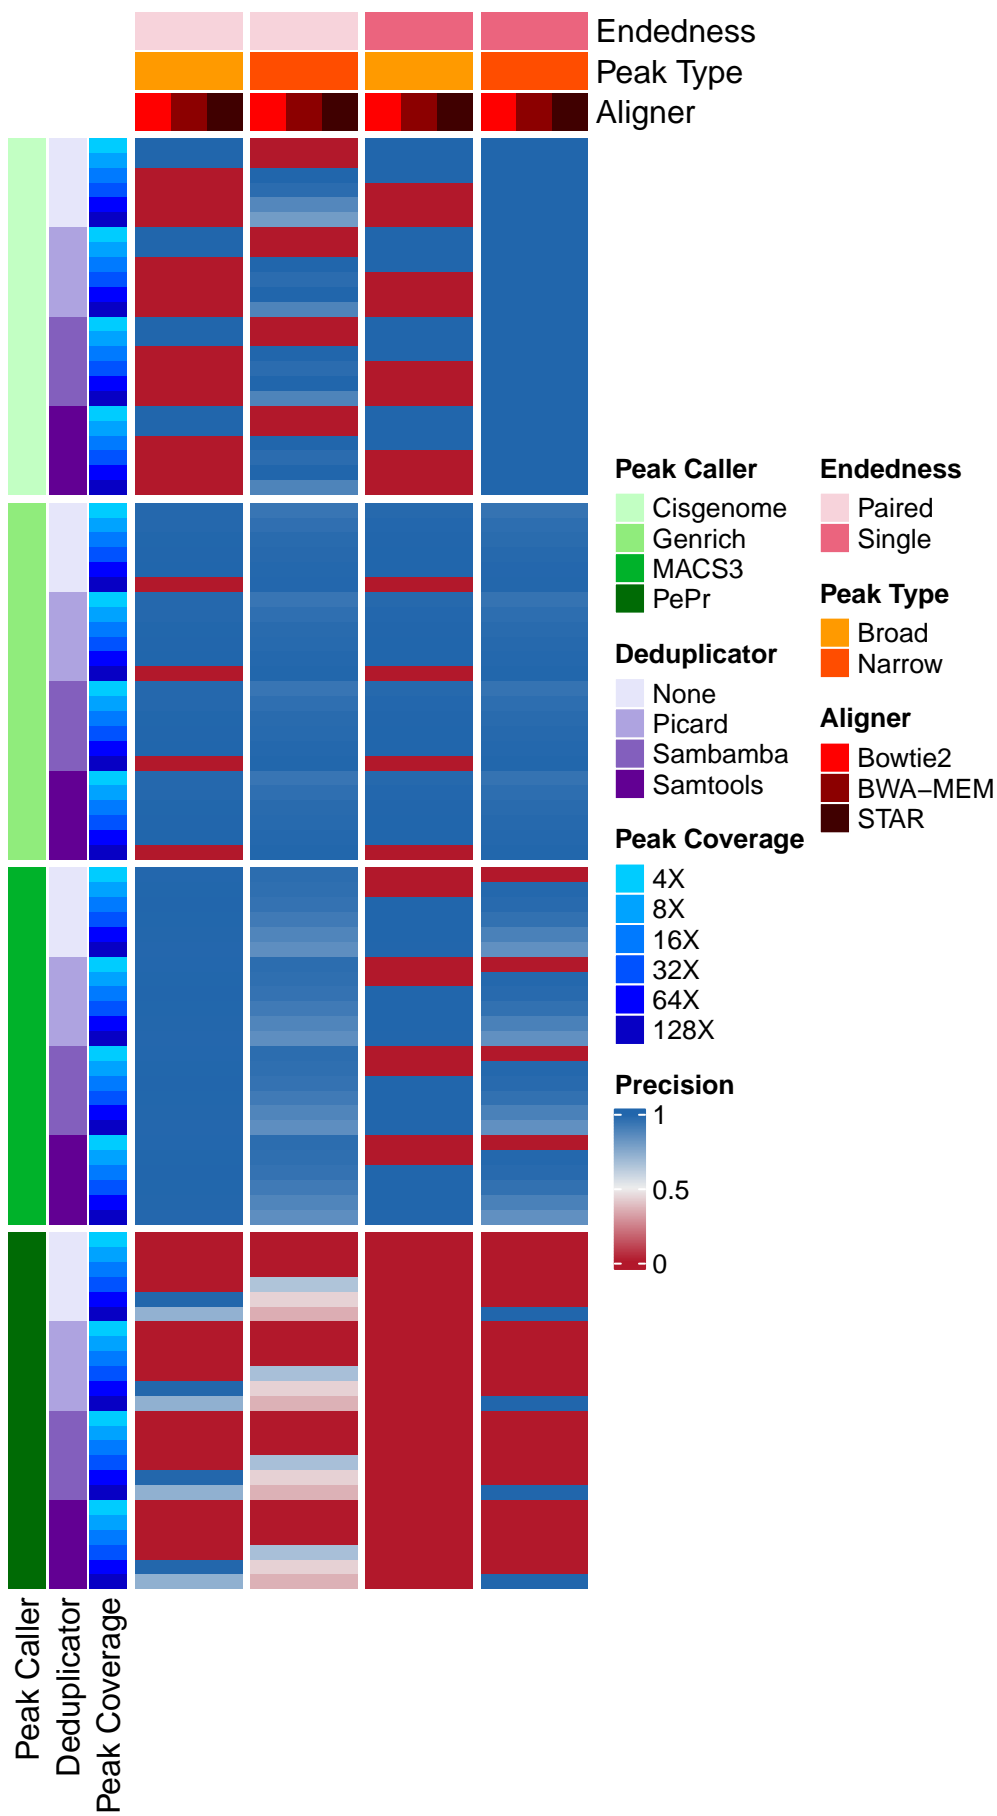 Endedness
Peak Type
Aligner
Peak Caller
Cisgenome
Genrich
MACS3
PePr
Deduplicator
None
Picard
Sambamba
Samtools
Peak Coverage
4X
8X
16X
32X
64X
128X
Precision
1
0.5
0
Endedness
Paired
Single
Peak Type
Broad
Narrow
Aligner
Bowtie2
BWA−MEM
STAR
Peak Caller
Deduplicator
Peak Coverage